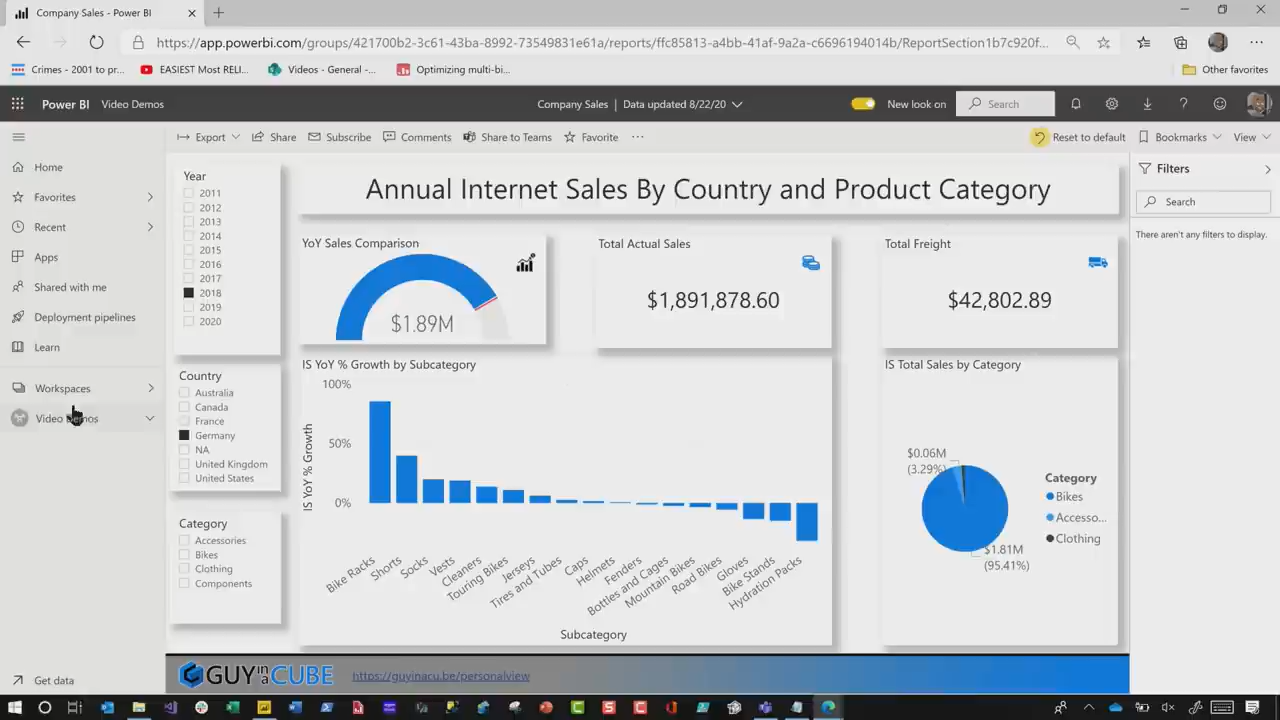 Company Sales - Power BI
https://app.powerbi.com/groups/421700b2-3c61-43ba-8992-73549831e61a/reports/ffc85813-a4bb-41af-9a2a-c6696194014b/ReportSection1b7c920f...
Crimes - 2001 to pr...
EASIEST Most RELI...
Videos - General -...
Optimizing multi-bi...
Other favorites
Power BI
Video Demos
Company Sales | Data updated 8/22/20
New look on
Search
Export
Share
Subscribe
Comments
Share to Teams
Favorite
...
Reset to default
Bookmarks
View
Home
Favorites
Recent
Apps
Shared with me
Deployment pipelines
Learn
Workspaces
Video Demos
Get data
Year
2011
2012
2013
2014
2015
2016
2017
2018
2019
2020
Country
Australia
Canada
France
Germany
NA
United Kingdom
United States
Category
Accessories
Bikes
Clothing
Components
Annual Internet Sales By Country and Product Category
YoY Sales Comparison
$1.89M
Total Actual Sales
$1,891,878.60
Total Freight
$42,802.89
IS YoY % Growth by Subcategory
100%
50%
0%
IS YoY % Growth
Bike Racks
Shorts
Socks
Vests
Cleaners
Touring Bikes
Jerseys
Tires and Tubes
Caps
Helmets
Fenders
Bottles and Cages
Mountain Bikes
Road Bikes
Gloves
Bike Stands
Hydration Packs
Subcategory
IS Total Sales by Category
$0.06M
(3.29%)
$1.81M
(95.41%)
Category
Bikes
Accesso...
Clothing
Filters
Search
There aren't any filters to display.
GUY in a CUBE
https://guyinacu.be/personalview